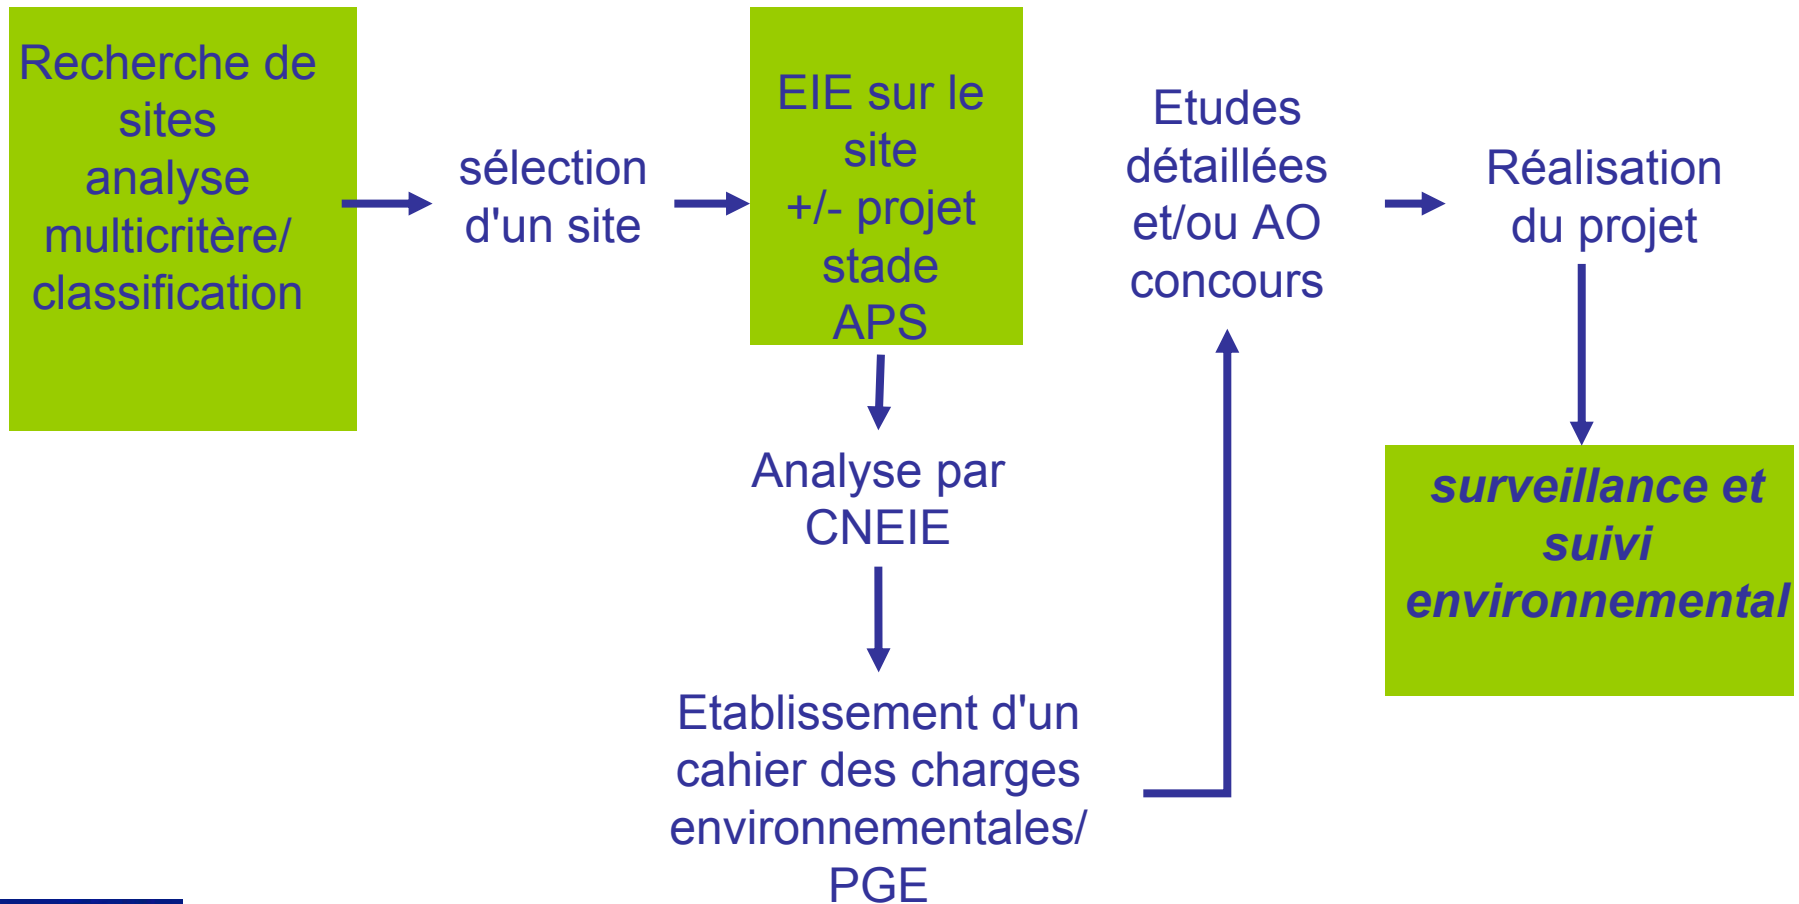 Recherche de
sites
analyse
multicritère/
classification
sélection
d'un site
EIE sur le
site
+/- projet
stade
APS
Analyse par
CNEIE
Etablissement d'un
cahier des charges
environnementales/
PGE
Etudes
détaillées
et/ou AO
concours
Réalisation
du projet
surveillance et
suivi
environnemental